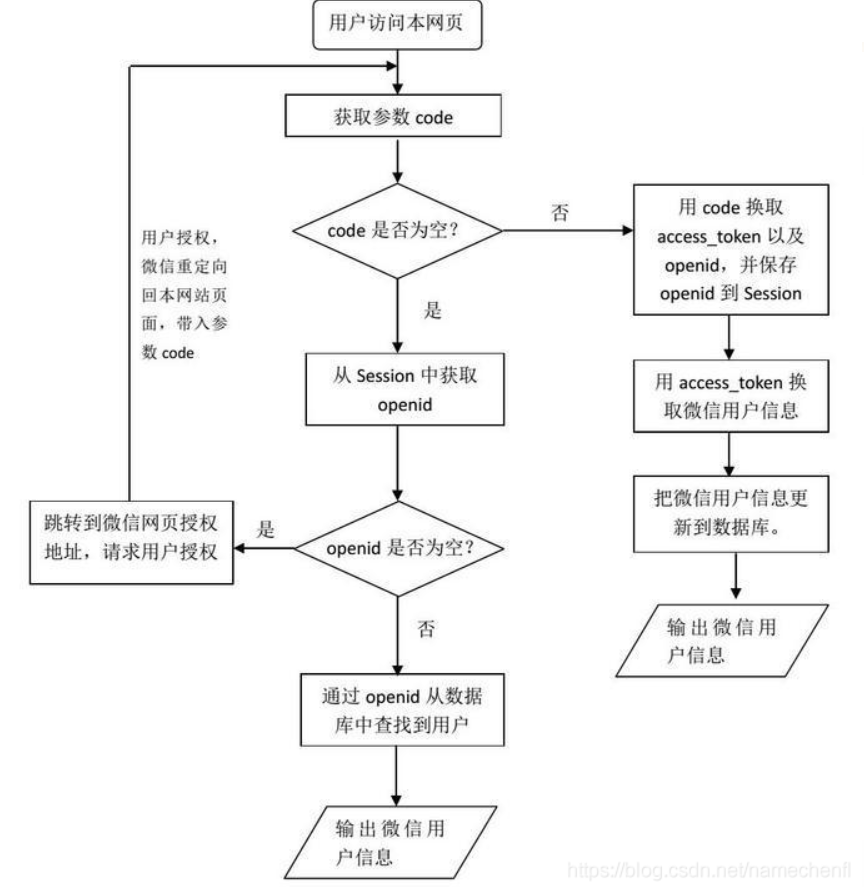 用户访问本网页
获取参数 code
code 是否为空？
否
用 code 换取
access_token 以及
openid，并保存
openid 到 Session
用户授权，
微信重定向
回本网站页
面，带入参
数 code
是
从 Session 中获取
openid
用 access_token 换
取微信用户信息
把微信用户信息更
新到数据库。
跳转到微信网页授权
地址，请求用户授权
是
openid 是否为空？
否
输出微信用
户信息
通过 openid 从数据
库中查找到用户
输出微信用
户信息
https://blog.csdn.net/namechenfl